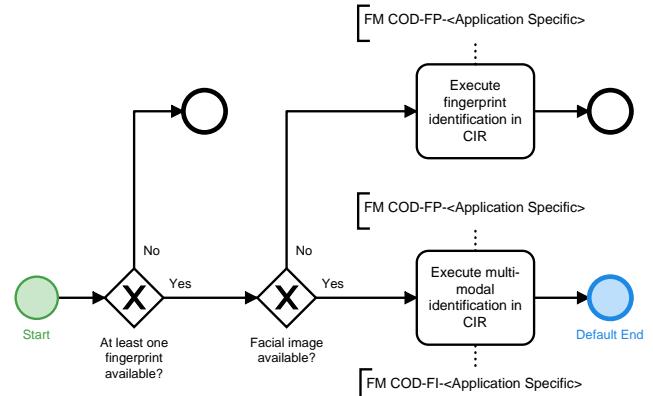 FM COD-FP-<Application Specific>
Execute
fingerprint
identification in
CIR
FM COD-FP-<Application Specific>
No
No
Yes
Yes
Execute multi-
modal
identification in
CIR
Start
At least one
fingerprint
available?
Facial image
available?
Default End
FM COD-FI-<Application Specific>